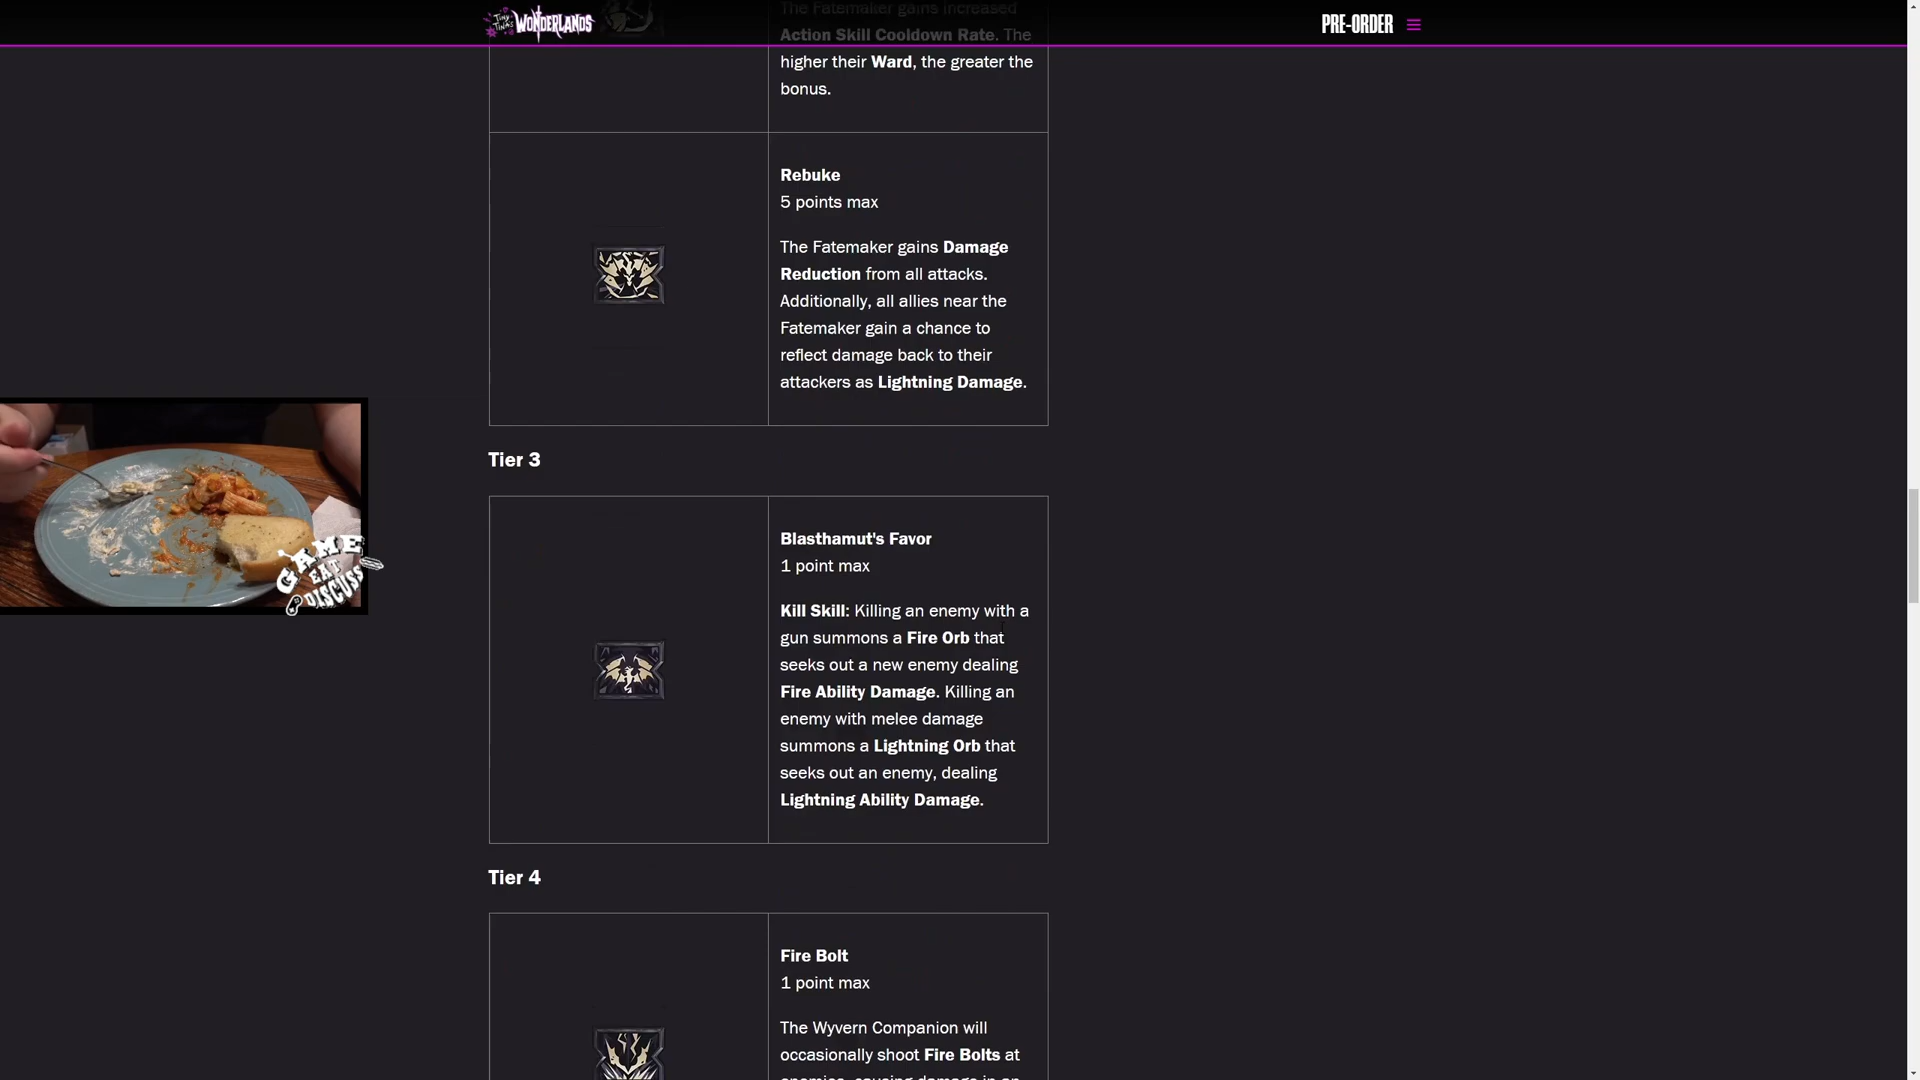 Tiny Tina's
WONDERLANDS
PRE-ORDER
The Fatemaker gains increased
Action Skill Cooldown Rate. The
higher their Ward, the greater the
bonus.
Rebuke
5 points max
The Fatemaker gains Damage
Reduction from all attacks.
Additionally, all allies near the
Fatemaker gain a chance to
reflect damage back to their
attackers as Lightning Damage.
Tier 3
GAME
EAT
DISCUSS
Blasthamut's Favor
1 point max
Kill Skill: Killing an enemy with a
gun summons a Fire Orb that
seeks out a new enemy dealing
Fire Ability Damage. Killing an
enemy with melee damage
summons a Lightning Orb that
seeks out an enemy, dealing
Lightning Ability Damage.
Tier 4
Fire Bolt
1 point max
The Wyvern Companion will
occasionally shoot Fire Bolts at
enemies, causing damage in an